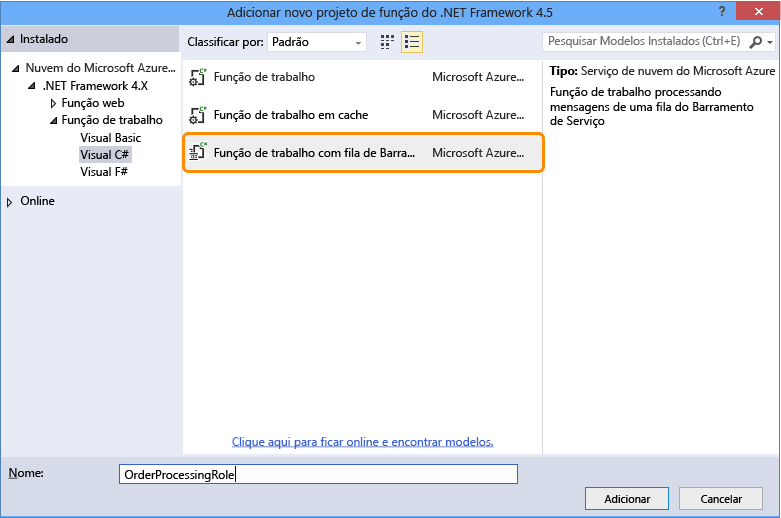 Adicionar novo projeto de função do .NET Framework 4.5
?
Instalado
Classificar por: Padrão
Pesquisar Modelos Instalados (Ctrl+E)
Nuvem do Microsoft Azure...
.NET Framework 4.X
Função web
Função de trabalho
Visual Basic
Visual C#
Visual F#
Online
C# Função de trabalho Microsoft Azure...
C# Função de trabalho em cache Microsoft Azure...
C# Função de trabalho com fila de Barra... Microsoft Azure...
Tipo: Serviço de nuvem do Microsoft Azure
Função de trabalho processando
mensagens de uma fila do Barramento
de Serviço
Clique aqui para ficar online e encontrar modelos.
Nome: OrderProcessingRole
Adicionar Cancelar